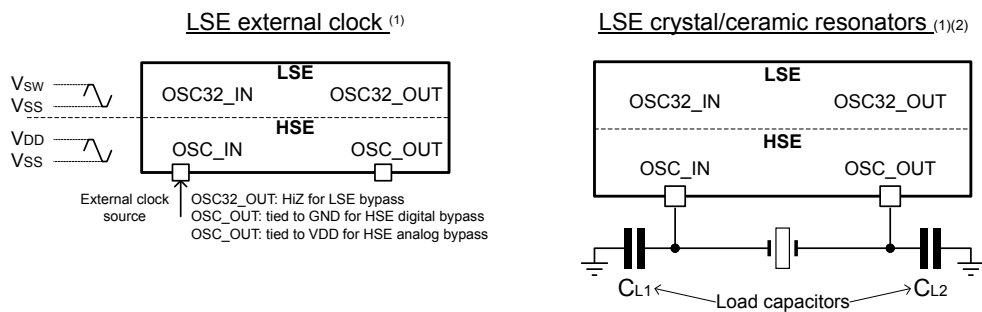 LSE external clock (1)
LSE
VSW
VSS
OSC32_IN OSC32_OUT
HSE
VDD
VSS
OSC_IN OSC_OUT
External clock source
OSC32_OUT: HiZ for LSE bypass
OSC_OUT: tied to GND for HSE digital bypass
OSC_OUT: tied to VDD for HSE analog bypass
LSE crystal/ceramic resonators (1)(2)
LSE
OSC32_IN OSC32_OUT
HSE
OSC_IN OSC_OUT
CL1 CL2
Load capacitors